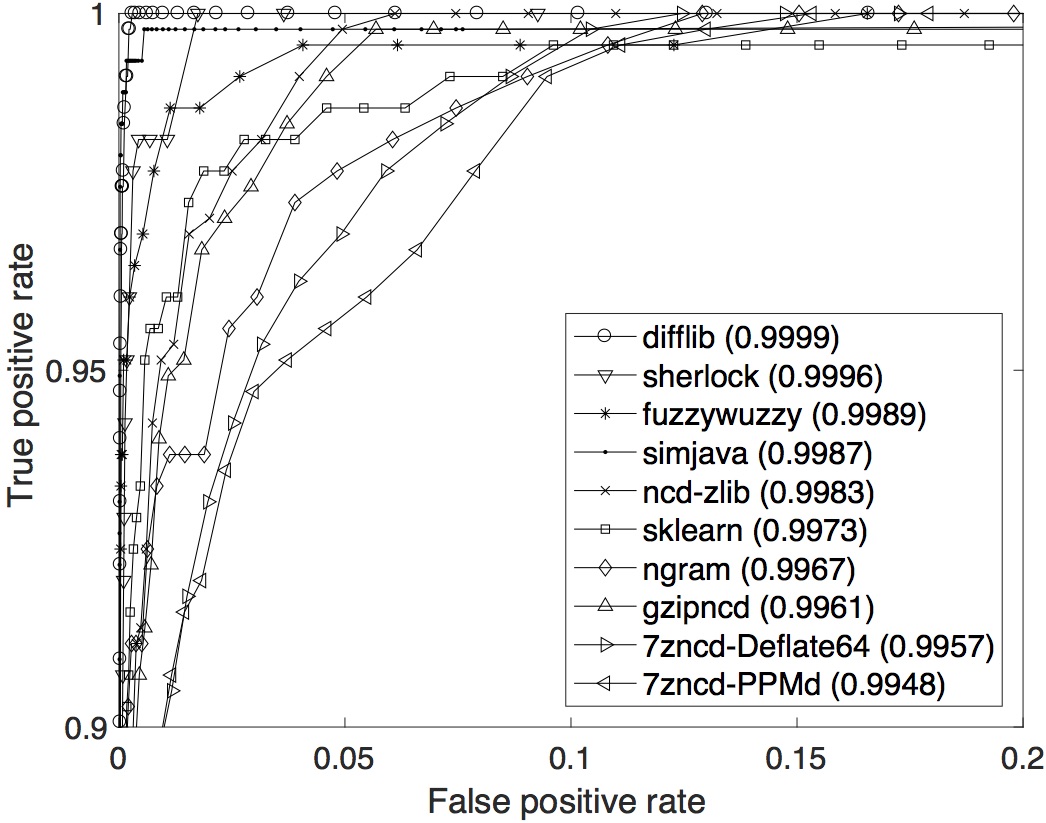 1
0.95
0.9
True positive rate
difflib (0.9999)
sherlock (0.9996)
fuzzywuzzy (0.9989)
simjava (0.9987)
ncd-zlib (0.9983)
sklearn (0.9973)
ngram (0.9967)
gzipncd (0.9961)
7zncd-Deflate64 (0.9957)
7zncd-PPMd (0.9948)
0 0.05 0.1 0.15 0.2
False positive rate